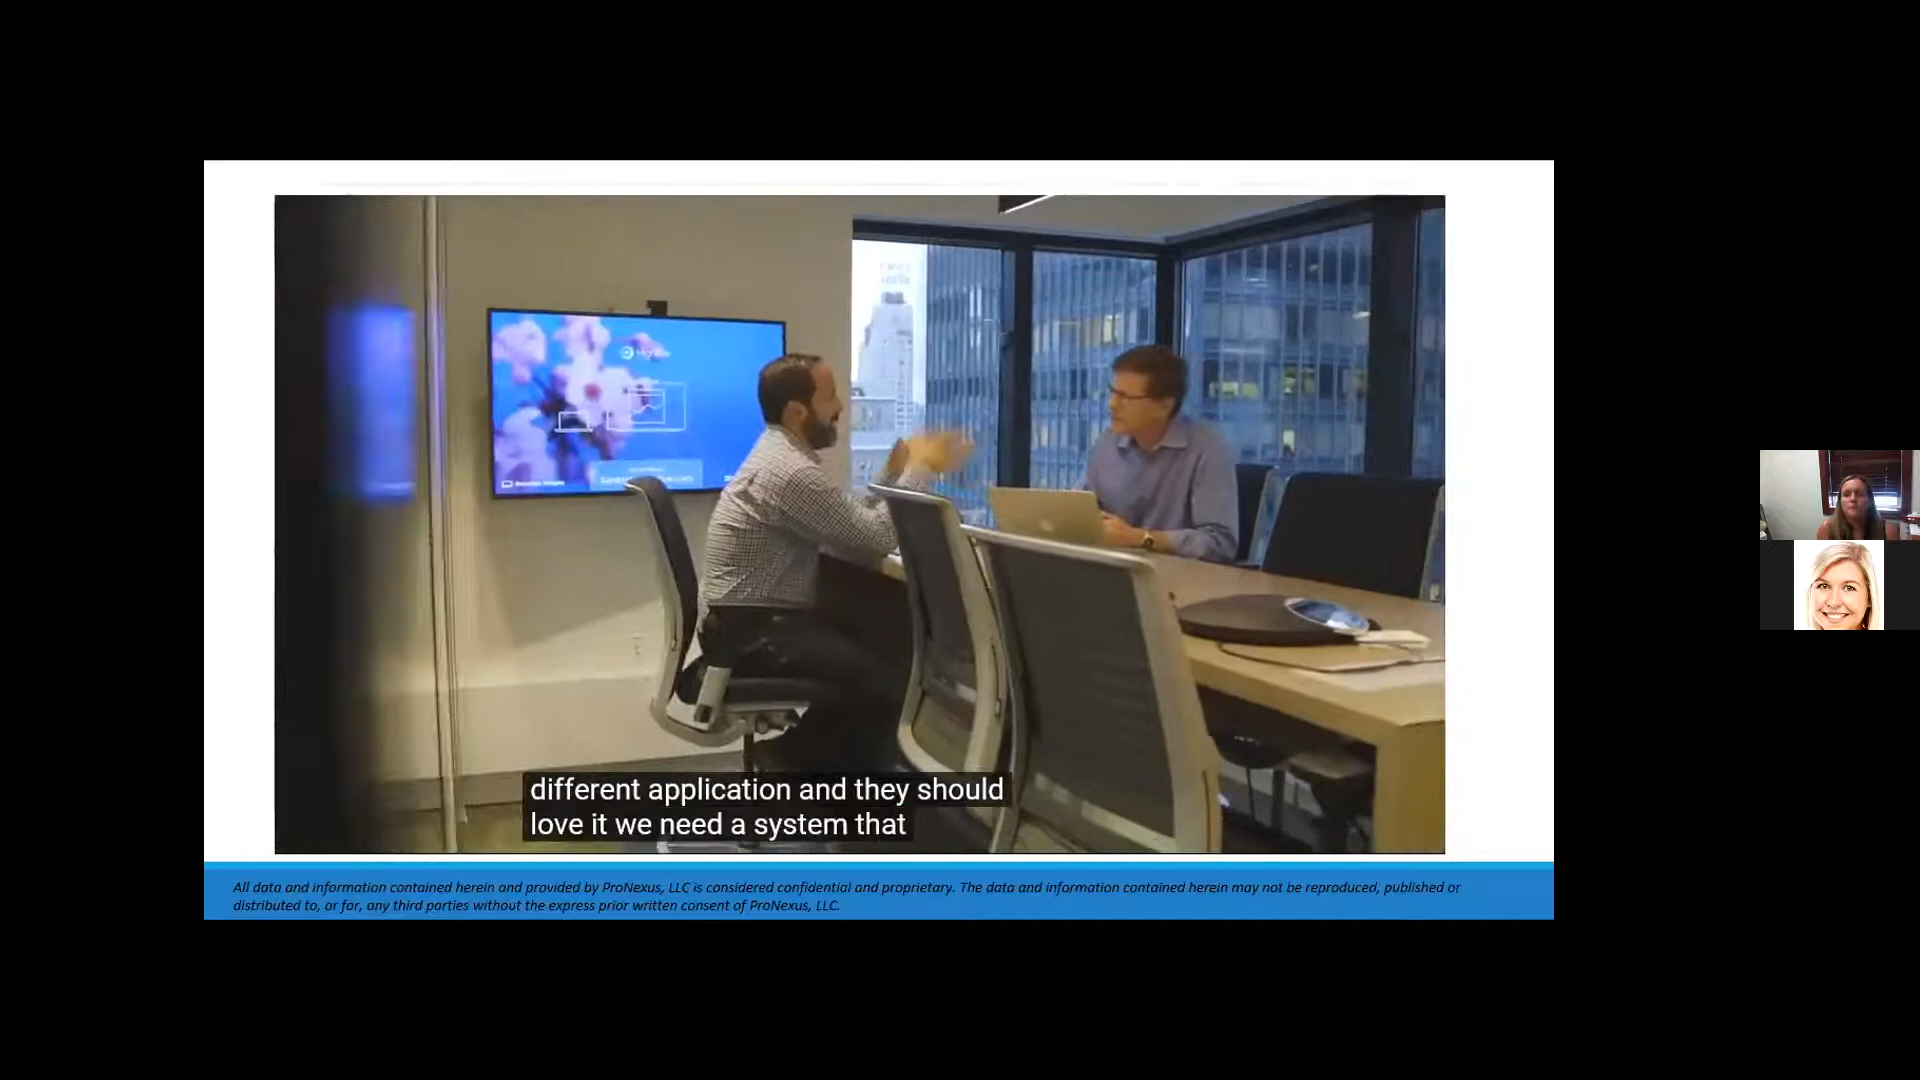 different application and they should
love it we need a system that
All data and information contained herein and provided by ProNexus, LLC is considered confidential and proprietary. The data and information contained herein may not be reproduced, published or
distributed to, or for, any third parties without the express prior written consent of ProNexus, LLC.